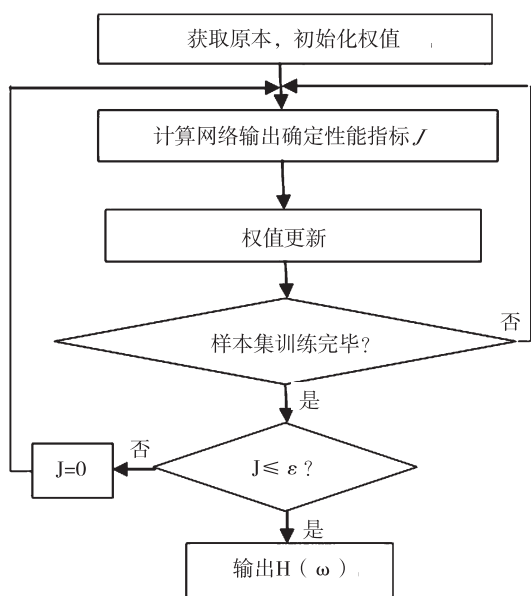 获取原本，初始化权值
计算网络输出确定性能指标J
权值更新
样本集训练完毕？
否
是
J≤ε？
否
J=0
是
输出H（ω）